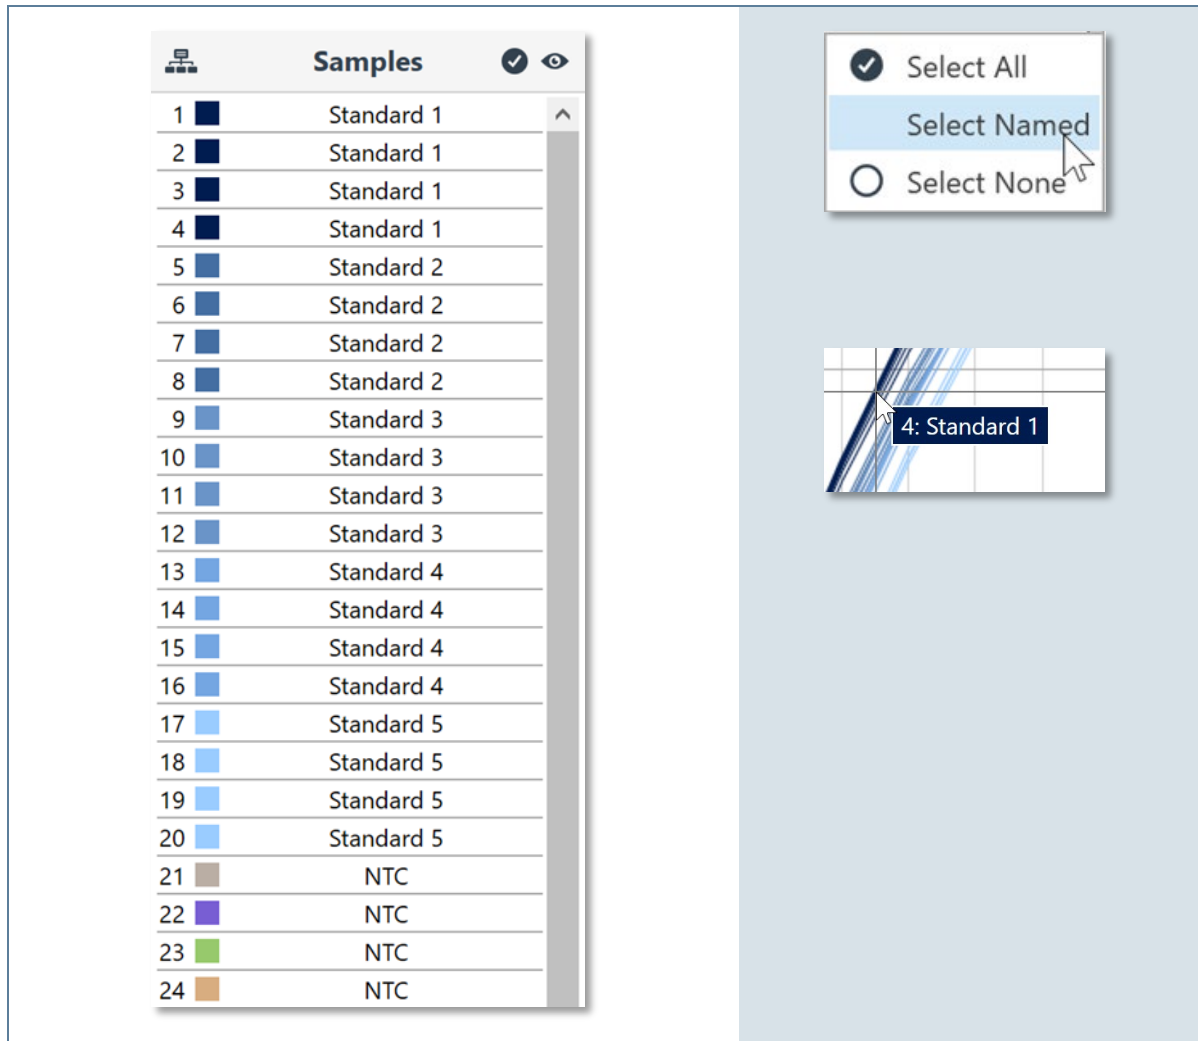 Samples
1 Standard 1
2 Standard 1
3 Standard 1
4 Standard 1
5 Standard 2
6 Standard 2
7 Standard 2
8 Standard 2
9 Standard 3
10 Standard 3
11 Standard 3
12 Standard 3
13 Standard 4
14 Standard 4
15 Standard 4
16 Standard 4
17 Standard 5
18 Standard 5
19 Standard 5
20 Standard 5
21 NTC
22 NTC
23 NTC
24 NTC
Select All
Select Named
Select None
4: Standard 1